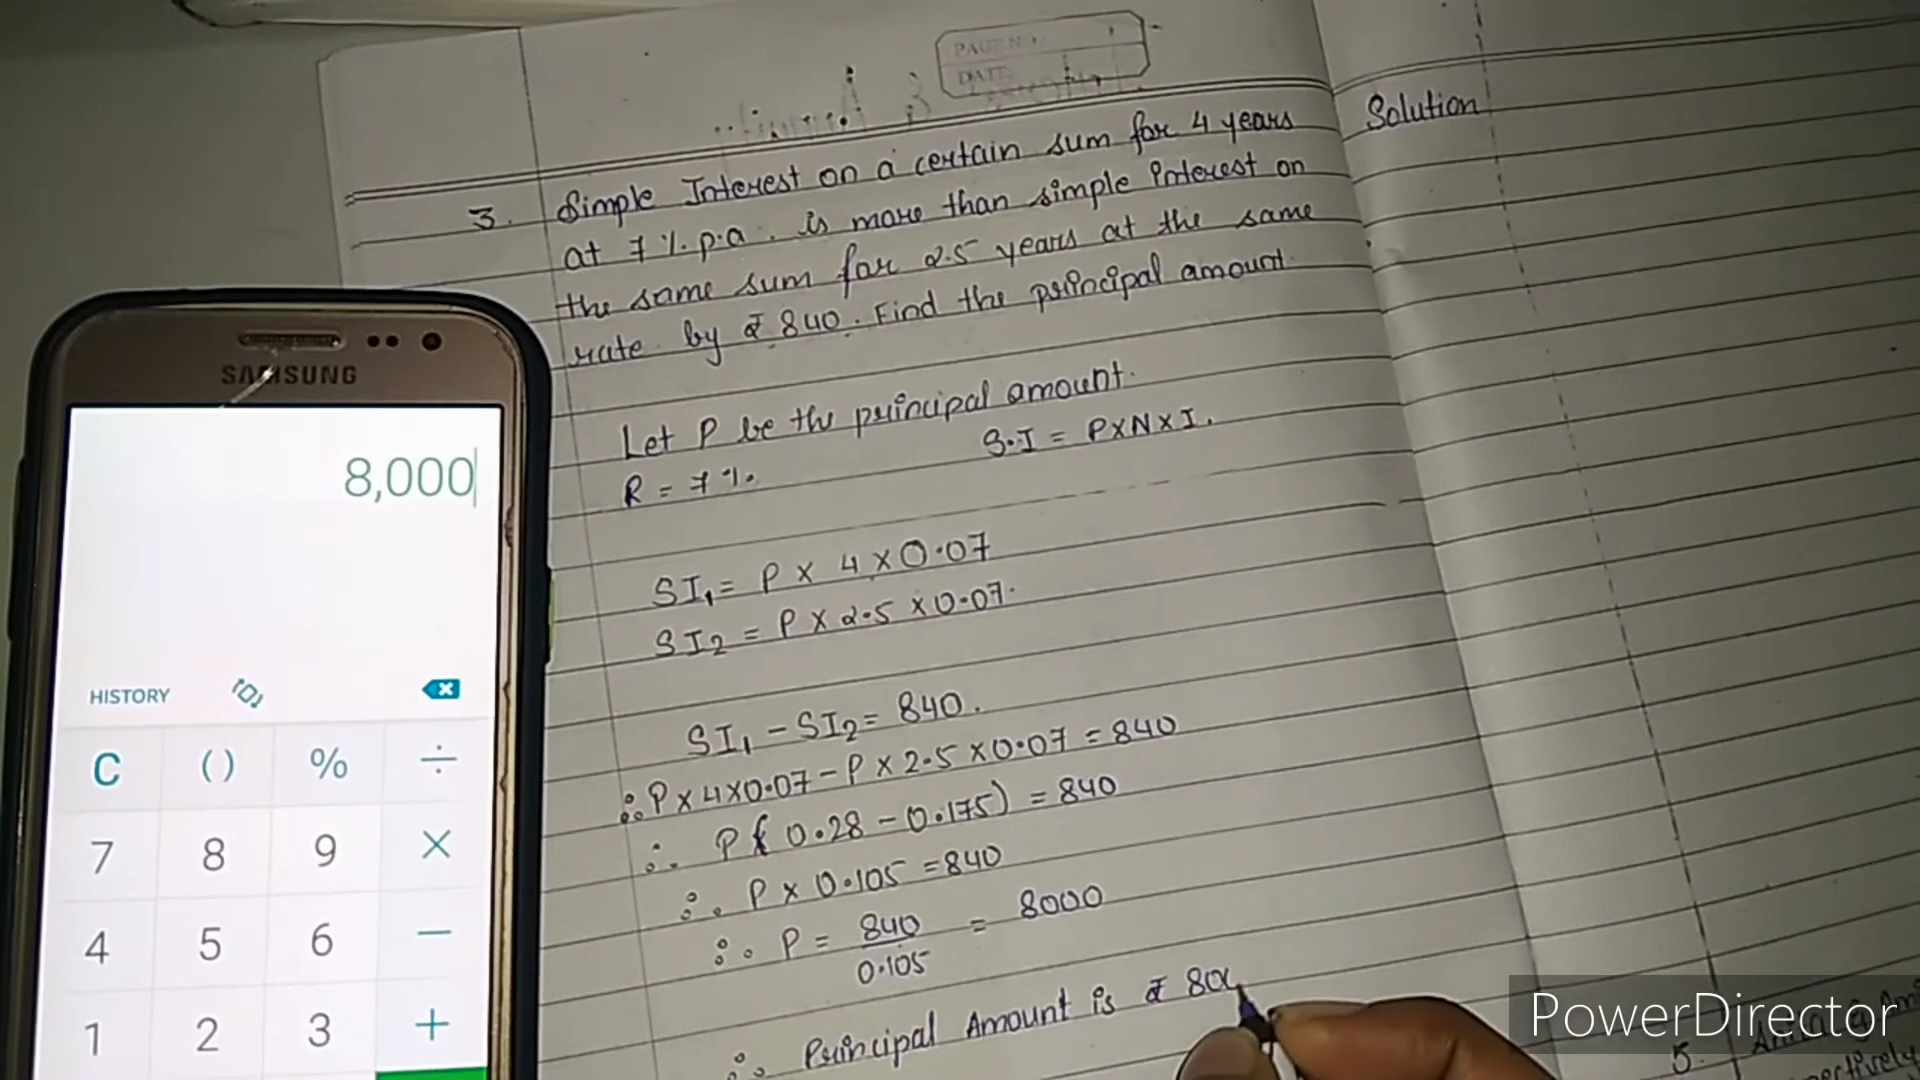 PAGE NO:
DATE:
3. Simple Interest on a certain sum for 4 years
at 7 %. p.a. is more than simple Interest on
the same sum for 2.5 years at the same
rate by ₹ 840. Find the principal amount.
Let P be the principal amount.
R = 7 %. S.I = P×N×I.
SI₁ = P × 4 × 0.07
SI₂ = P × 2.5 × 0.07.
SI₁ - SI₂ = 840.
∴ P × 4×0.07 - P × 2.5 × 0.07 = 840
∴ P ( 0.28 - 0.175) = 840
∴ P × 0.105 = 840
∴ P = 840/0.105 = 8000
∴ Principal Amount is ₹ 800
Solution
5.
SAMSUNG
8,000
HISTORY
C ( ) % ÷
7 8 9 ×
4 5 6 −
1 2 3 +
PowerDirector